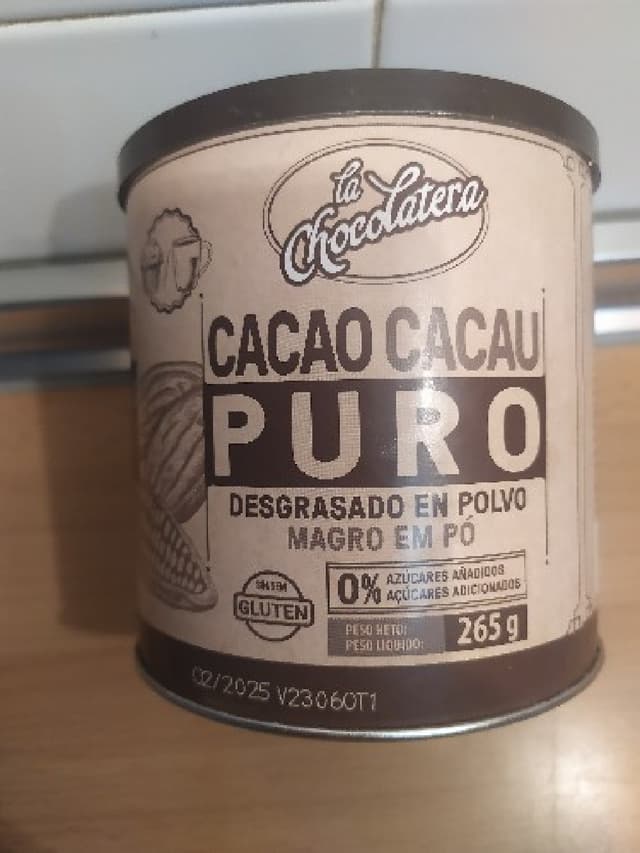 la
Chocolatera
CACAO CACAU
PURO
DESGRASADO EN POLVO
MAGRO EM PÓ
SIN SEM
GLUTEN
0% AZÚCARES AÑADIDOS
AÇÚCARES ADICIONADOS
PESO NETO:
PESO LÍQUIDO:
265 g
02/2025 V23060T1